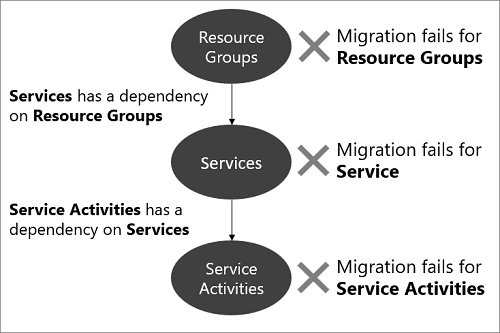 Resource
Groups
Migration fails for
Resource Groups
Services has a dependency
on Resource Groups
Services
Migration fails for
Service
Service Activities has a
dependency on Services
Service
Activities
Migration fails for
Service Activities